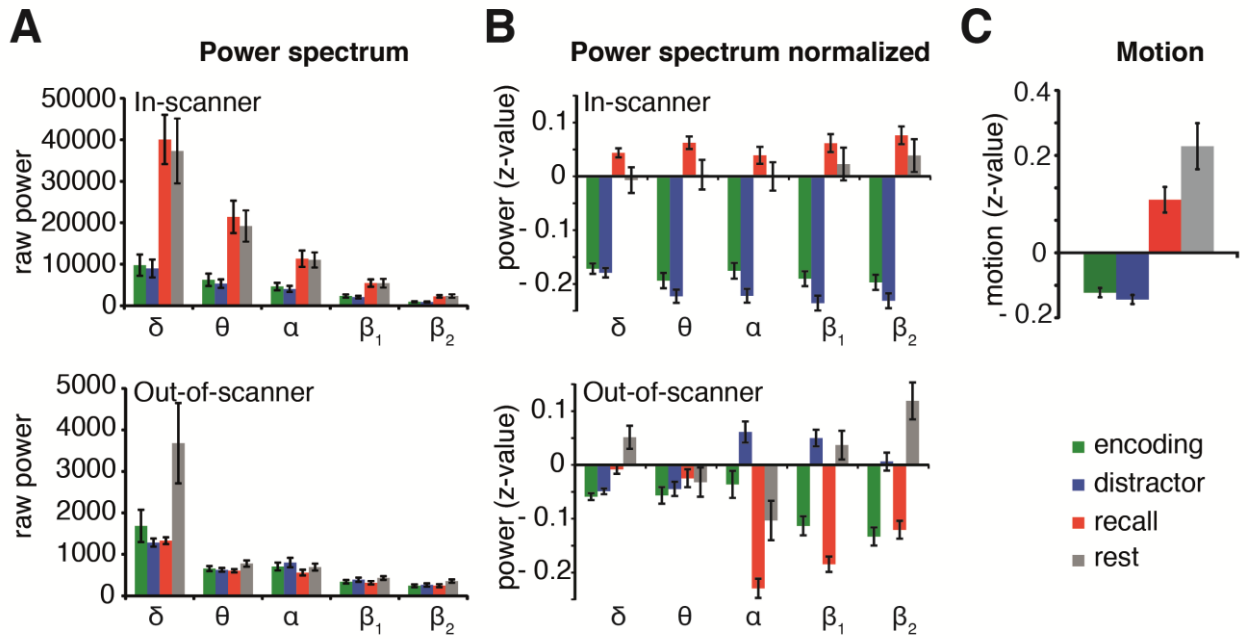 A
Power spectrum
In-scanner
raw power
50000
40000
30000
20000
10000
0
δ θ α β1 β2
Out-of-scanner
raw power
5000
4000
3000
2000
1000
0
δ θ α β1 β2
B
Power spectrum normalized
In-scanner
power (z-value)
0.1
0
- 0.1
- 0.2
δ θ α β1 β2
Out-of-scanner
power (z-value)
0.1
0
- 0.1
- 0.2
δ θ α β1 β2
C
Motion
motion (z-value)
0.4
0.2
0
- 0.2
encoding
distractor
recall
rest